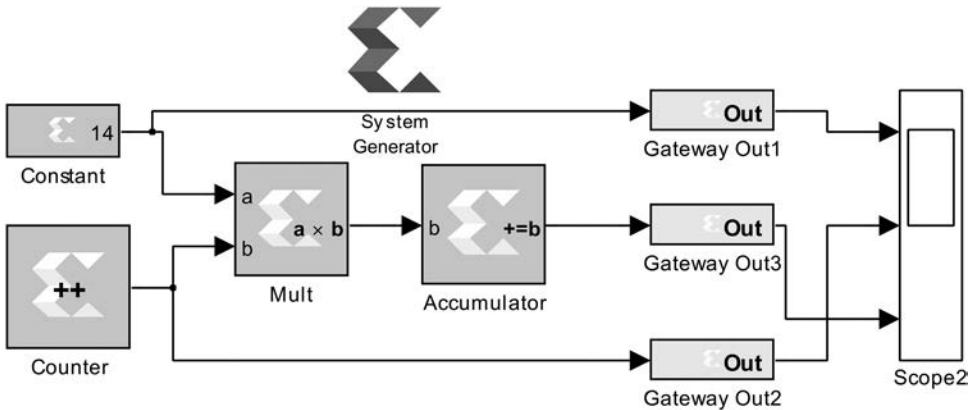 System
Generator
14
Constant
Out
Gateway Out1
a
b
a × b
Mult
b
+=b
Accumulator
Out
Gateway Out3
++
Counter
Out
Gateway Out2
Scope2